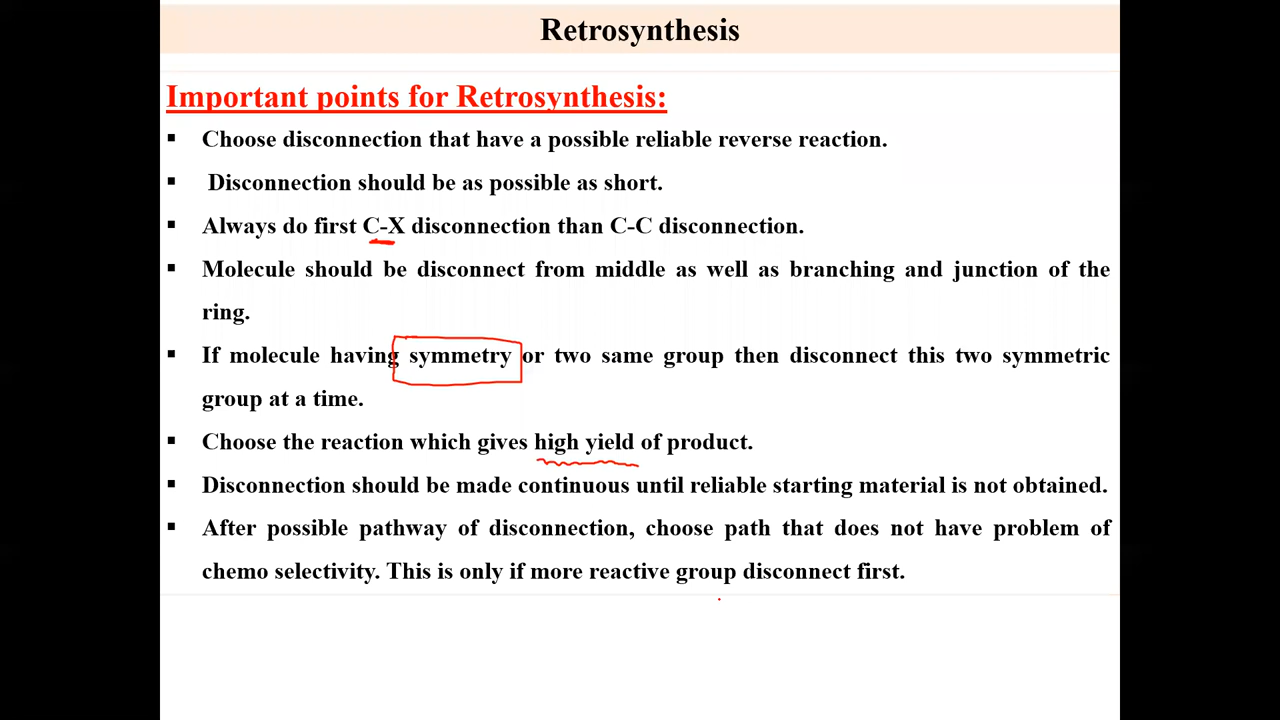 Retrosynthesis
Important points for Retrosynthesis:
▪ Choose disconnection that have a possible reliable reverse reaction.
▪ Disconnection should be as possible as short.
▪ Always do first C-X disconnection than C-C disconnection.
▪ Molecule should be disconnect from middle as well as branching and junction of the
ring.
▪ If molecule having symmetry or two same group then disconnect this two symmetric
group at a time.
▪ Choose the reaction which gives high yield of product.
▪ Disconnection should be made continuous until reliable starting material is not obtained.
▪ After possible pathway of disconnection, choose path that does not have problem of
chemo selectivity. This is only if more reactive group disconnect first.